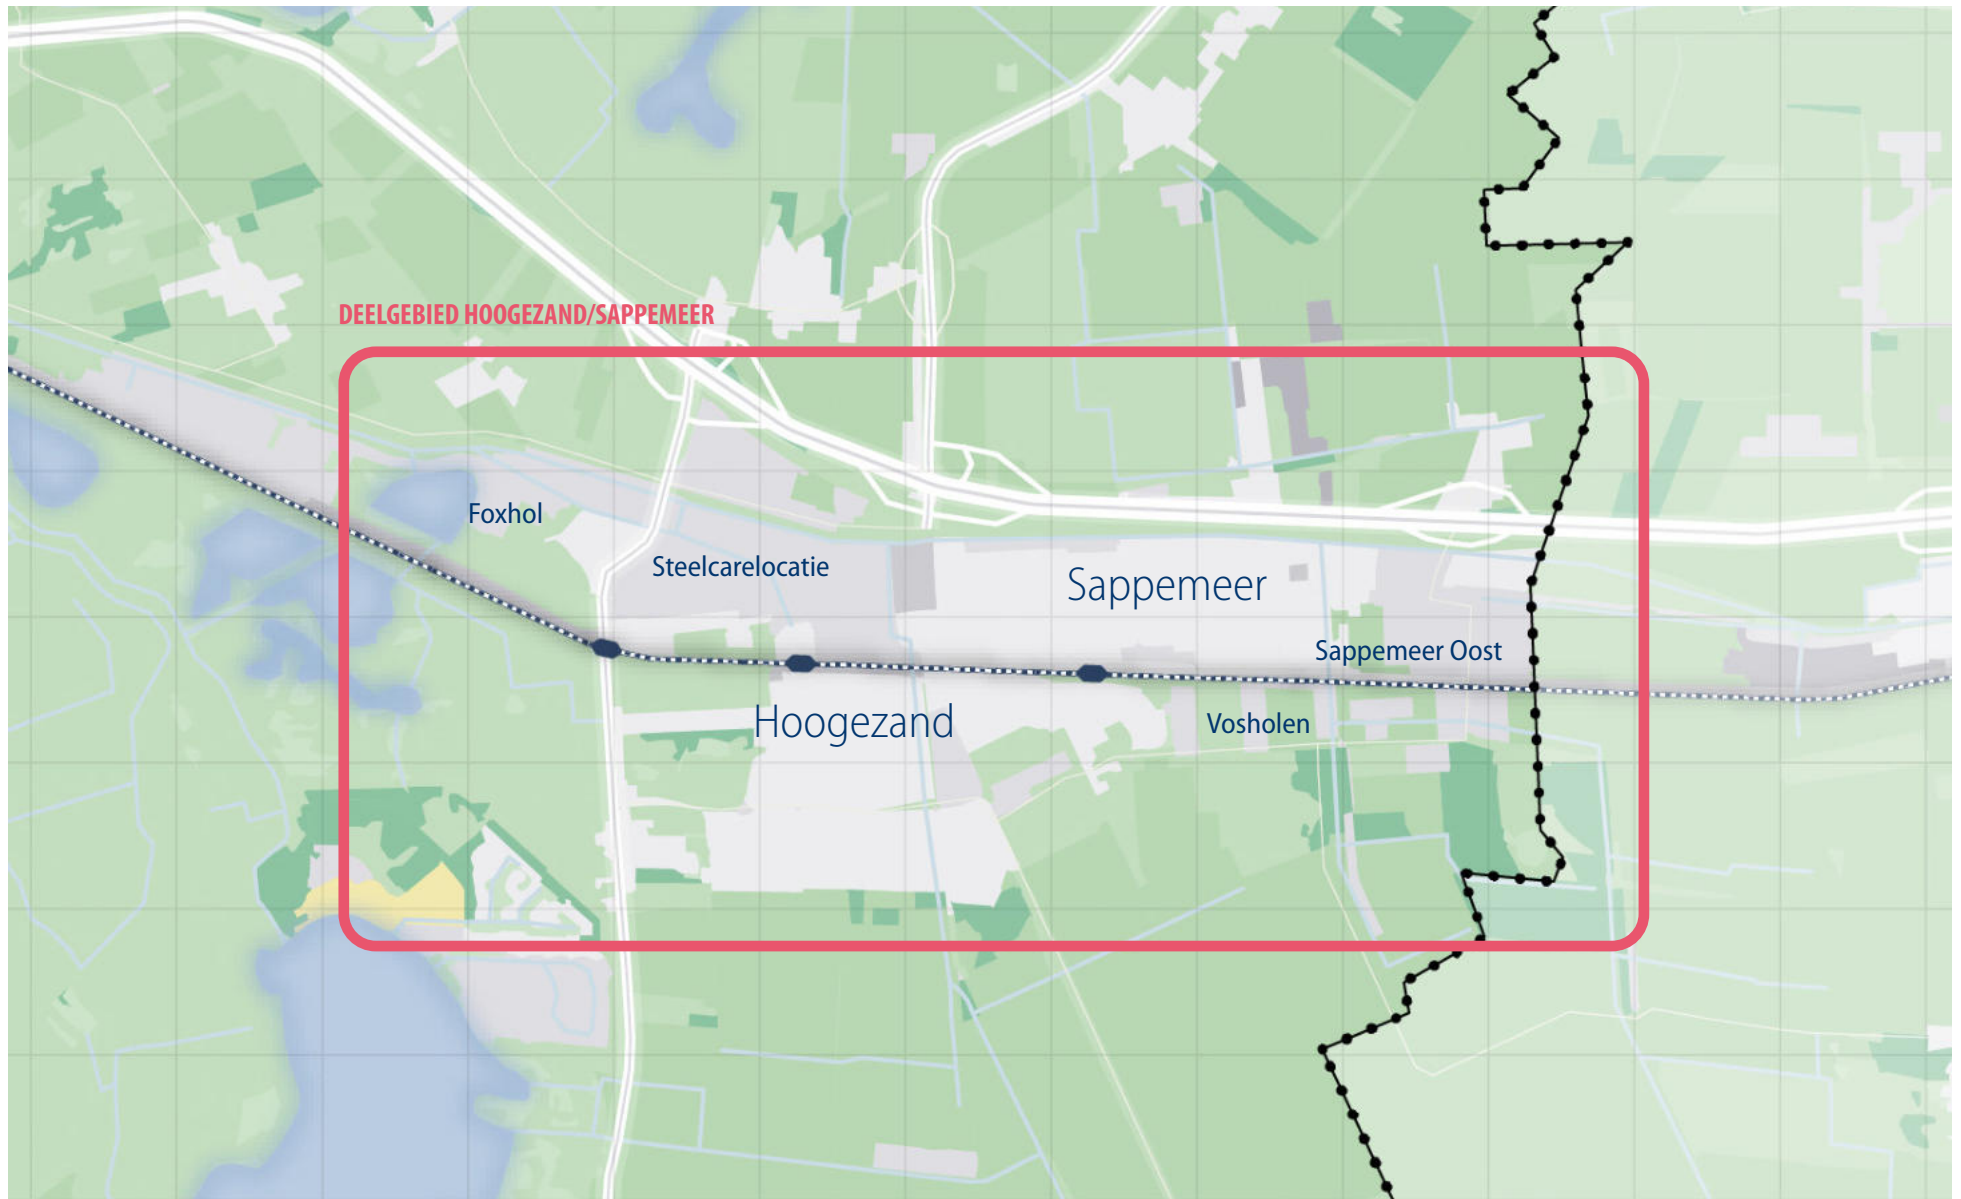 DEELGEBIED HOOGEZAND/SAPPEMEER
Foxhol
Steelcarelocatie
Sappemeer
Sappemeer Oost
Hoogezand
Vosholen